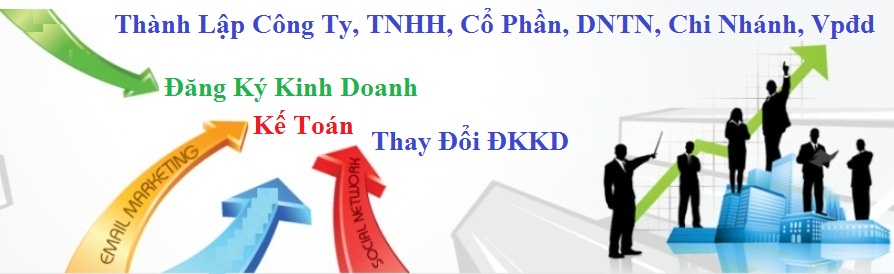 Thành Lập Công Ty, TNHH, Cổ Phần, DNTN, Chi Nhánh, Vpđd
Đăng Ký Kinh Doanh
Kế Toán
Thay Đổi ĐKKD
EMAIL MARKETING
SOCIAL NETWORK